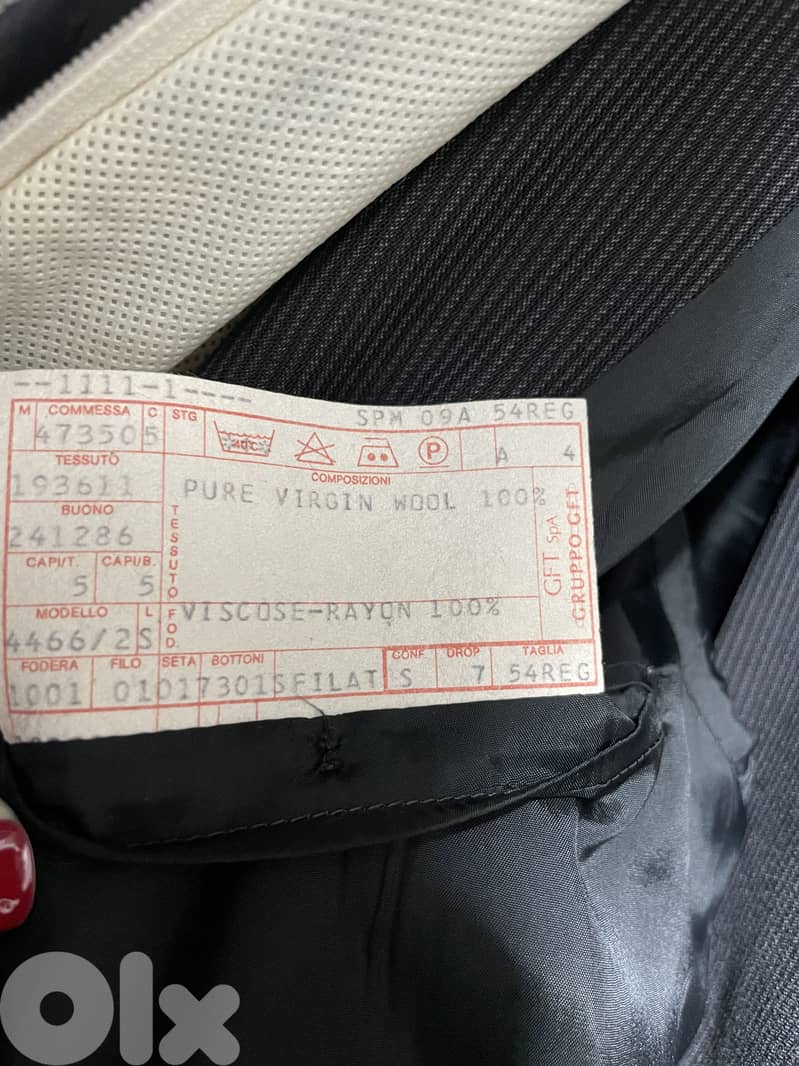 --1111-1----
M COMMESSA C STG SPM 09A 54REG
473505
P A 4
TESSUTO
193611
COMPOSIZIONI
PURE VIRGIN WOOL 100%
BUONO
241286
TESSUTO
CAPI/T. CAPI/B.
5 5
GFT SpA
GRUPPO GFT
MODELLO L
4466/2 S
FOD.
VISCOSE-RAYON 100%
FODERA FILO SETA BOTTONI CONF. DROP TAGLIA
1001 01017301SFILAT S 7 54REG
OLX